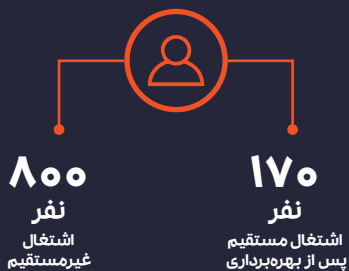 ۱۷۰
نفر
اشتغال مستقیم
پس از بهره‌برداری
۸۰۰
نفر
اشتغال
غیرمستقیم